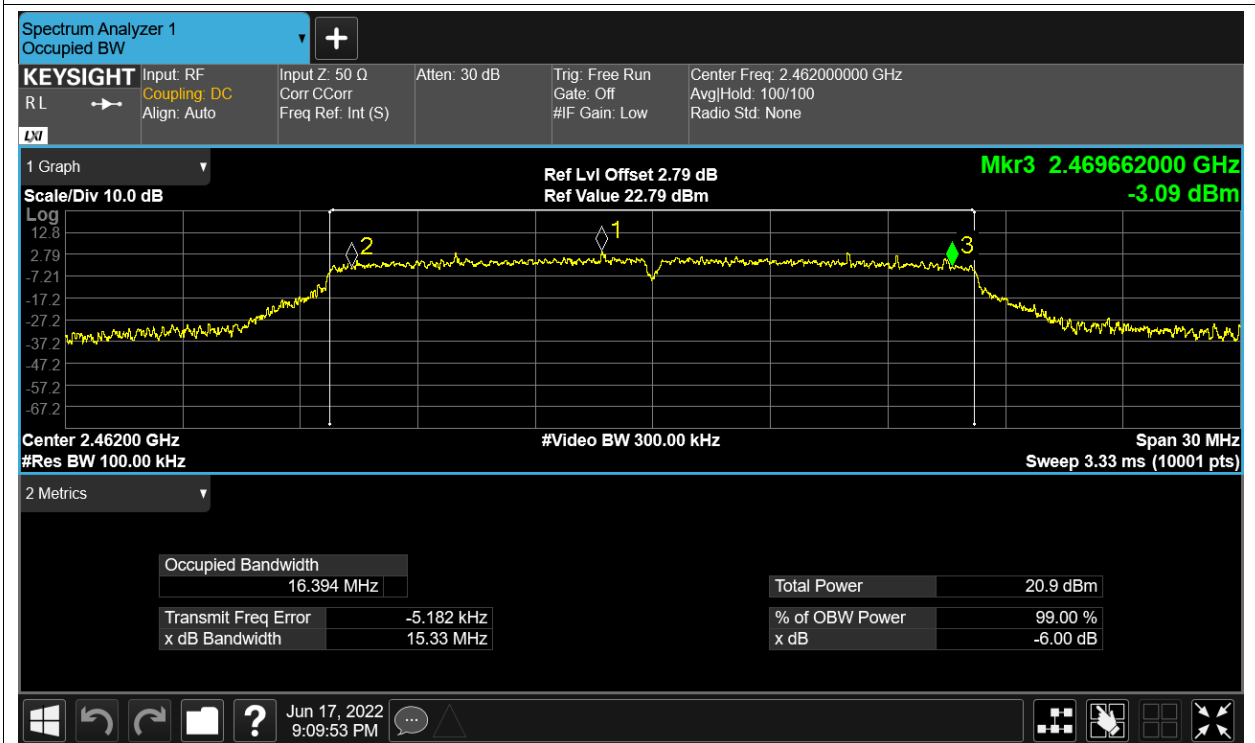 Spectrum Analyzer 1
Occupied BW
KEYSIGHT
RL
LXI
Input: RF
Coupling: DC
Align: Auto
Input Z: 50 Ω
Corr CCorr
Freq Ref: Int (S)
Atten: 30 dB
Trig: Free Run
Gate: Off
#IF Gain: Low
Center Freq: 2.462000000 GHz
Avg|Hold: 100/100
Radio Std: None
1 Graph
Scale/Div 10.0 dB
Ref Lvl Offset 2.79 dB
Ref Value 22.79 dBm
Mkr3 2.469662000 GHz
-3.09 dBm
Log
12.8
2.79
-7.21
-17.2
-27.2
-37.2
-47.2
-57.2
-67.2
2
1
3
Center 2.46200 GHz
#Res BW 100.00 kHz
#Video BW 300.00 kHz
Span 30 MHz
Sweep 3.33 ms (10001 pts)
2 Metrics
Occupied Bandwidth
16.394 MHz
Transmit Freq Error -5.182 kHz
x dB Bandwidth 15.33 MHz
Total Power 20.9 dBm
% of OBW Power 99.00 %
x dB -6.00 dB
?
Jun 17, 2022
9:09:53 PM